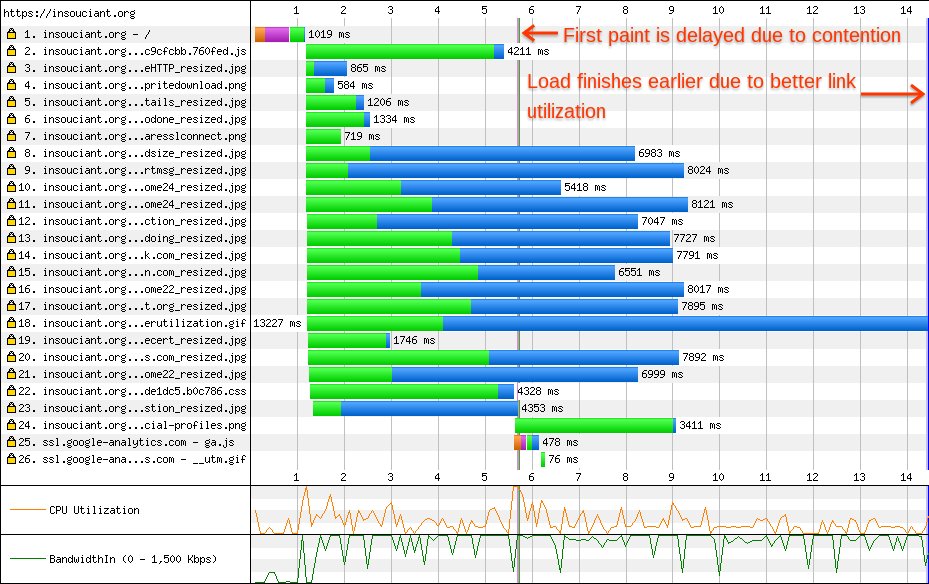 https://insouciant.org
1 2 3 4 5 6 7 8 9 10 11 12 13 14
1. insouciant.org - / 1019 ms
First paint is delayed due to contention
2. insouciant.org...c9cfcbb.760fed.js 4211 ms
3. insouciant.org...eHTTP_resized.jpg 865 ms
Load finishes earlier due to better link
utilization
4. insouciant.org...pritedownload.png 584 ms
5. insouciant.org...tails_resized.jpg 1206 ms
6. insouciant.org...odone_resized.jpg 1334 ms
7. insouciant.org...aresslconnect.png 719 ms
8. insouciant.org...dsize_resized.jpg 6983 ms
9. insouciant.org...rtmsg_resized.jpg 8024 ms
10. insouciant.org...ome24_resized.jpg 5418 ms
11. insouciant.org...ome24_resized.jpg 8121 ms
12. insouciant.org...ction_resized.jpg 7047 ms
13. insouciant.org...doing_resized.jpg 7727 ms
14. insouciant.org...k.com_resized.jpg 7791 ms
15. insouciant.org...n.com_resized.jpg 6551 ms
16. insouciant.org...ome22_resized.jpg 8017 ms
17. insouciant.org...t.org_resized.jpg 7895 ms
18. insouciant.org...erutilization.gif 13227 ms
19. insouciant.org...ecert_resized.jpg 1746 ms
20. insouciant.org...s.com_resized.jpg 7892 ms
21. insouciant.org...ome22_resized.jpg 6999 ms
22. insouciant.org...de1dc5.b0c786.css 4328 ms
23. insouciant.org...stion_resized.jpg 4353 ms
24. insouciant.org...cial-profiles.png 3411 ms
25. ssl.google-analytics.com - ga.js 478 ms
26. ssl.google-ana...s.com - __utm.gif 76 ms
1 2 3 4 5 6 7 8 9 10 11 12 13 14
CPU Utilization
BandwidthIn (0 - 1,500 Kbps)